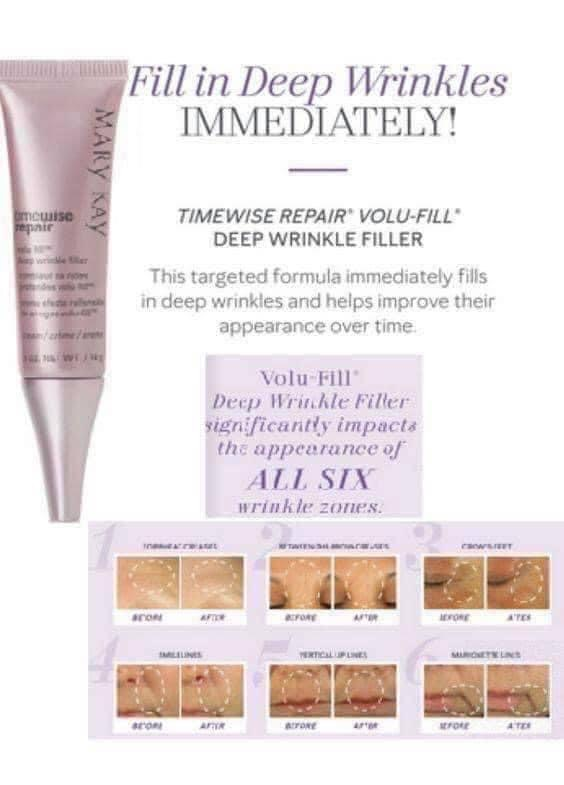 Fill in Deep Wrinkles
IMMEDIATELY!
MARY KAY
timewise
repair
volu fill™
deep wrinkle filler
TIMEWISE REPAIR® VOLU-FILL®
DEEP WRINKLE FILLER
This targeted formula immediately fills
in deep wrinkles and helps improve their
appearance over time.
Volu-Fill®
Deep Wrinkle Filler
significantly impacts
the appearance of
ALL SIX
wrinkle zones.
1 FOREHEAD CREASES
BEFORE AFTER
2 BETWEEN-THE-BROW CREASES
BEFORE AFTER
3 CROW'S FEET
BEFORE AFTER
4 SMILE LINES
BEFORE AFTER
5 VERTICAL LIP LINES
BEFORE AFTER
6 MARIONETTE LINES
BEFORE AFTER